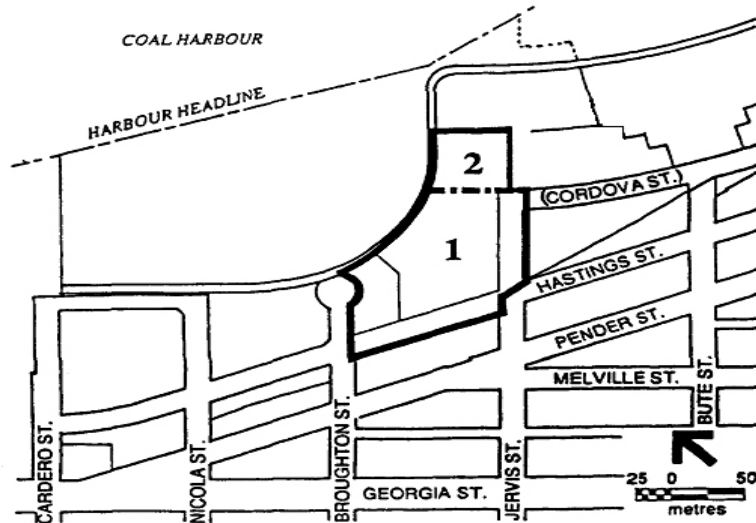 COAL HARBOUR
HARBOUR HEADLINE
2
(CORDOVA ST.)
1
HASTINGS ST.
PENDER ST.
MELVILLE ST.
BUTE ST.
CARDERO ST.
NICOLA ST.
BROUGHTON ST.
GEORGIA ST.
JERVIS ST.
25 0 50
metres